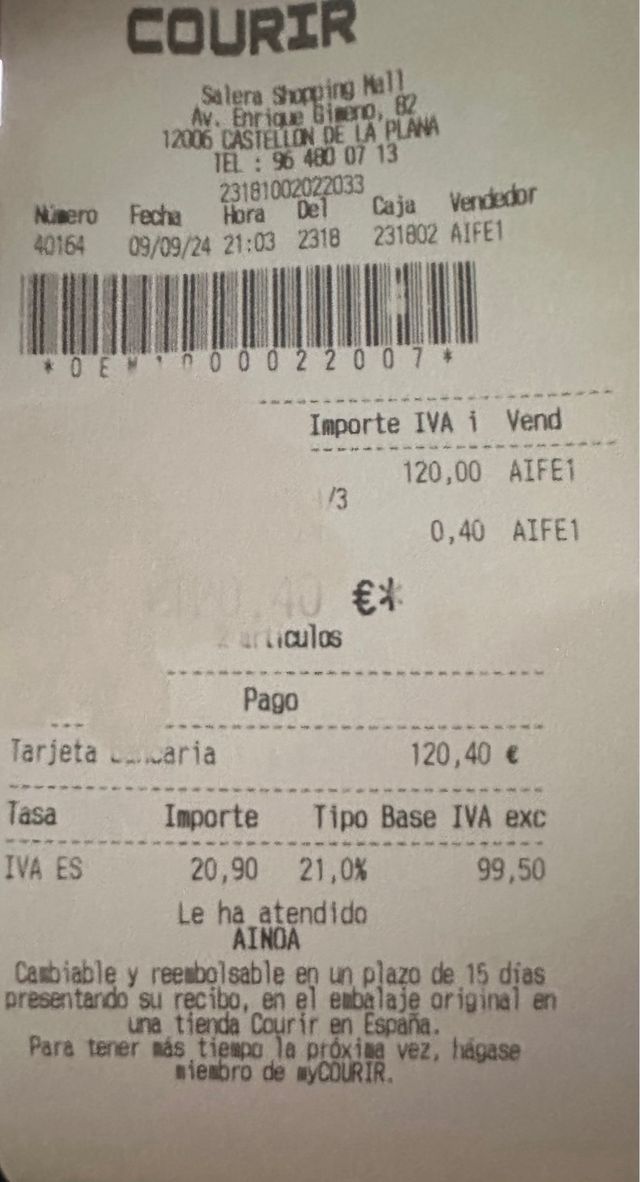 COURIR
Salera Shopping Mall
Av. Enrique Gimeno, 82
12006 CASTELLON DE LA PLANA
TEL : 96 480 07 13
23181002022033
Número Fecha Hora Del Caja Vendedor
40164 09/09/24 21:03 2318 231802 AIFE1
Importe IVA i Vend
120,00 AIFE1
/3
0,40 AIFE1
€*
artículos
Pago
Tarjeta 120,40 €
Tasa Importe Tipo Base IVA exc
IVA ES 20,90 21,0% 99,50
Le ha atendido
AINOA
Cambiable y reembolsable en un plazo de 15 días
presentando su recibo, en el embalaje original en
una tienda Courir en España.
Para tener más tiempo la próxima vez, hágase
miembro de myCOURIR.